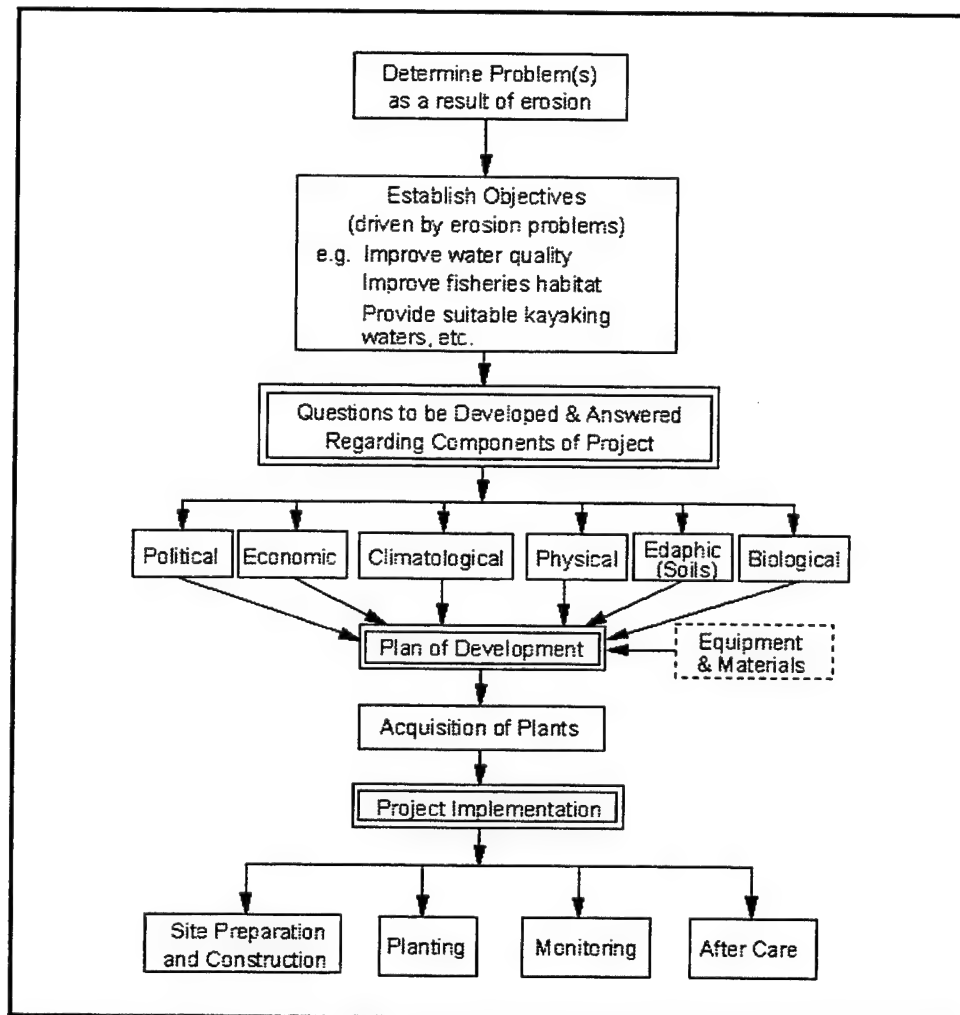 Determine Problem(s)
as a result of erosion
Establish Objectives
(driven by erosion problems)
e.g. Improve water quality
Improve fisheries habitat
Provide suitable kayaking
waters, etc.
Questions to be Developed & Answered
Regarding Components of Project
Political
Economic
Climatological
Physical
Edaphic
(Soils)
Biological
Plan of Development
Equipment
& Materials
Acquisition of Plants
Project Implementation
Site Preparation
and Construction
Planting
Monitoring
After Care